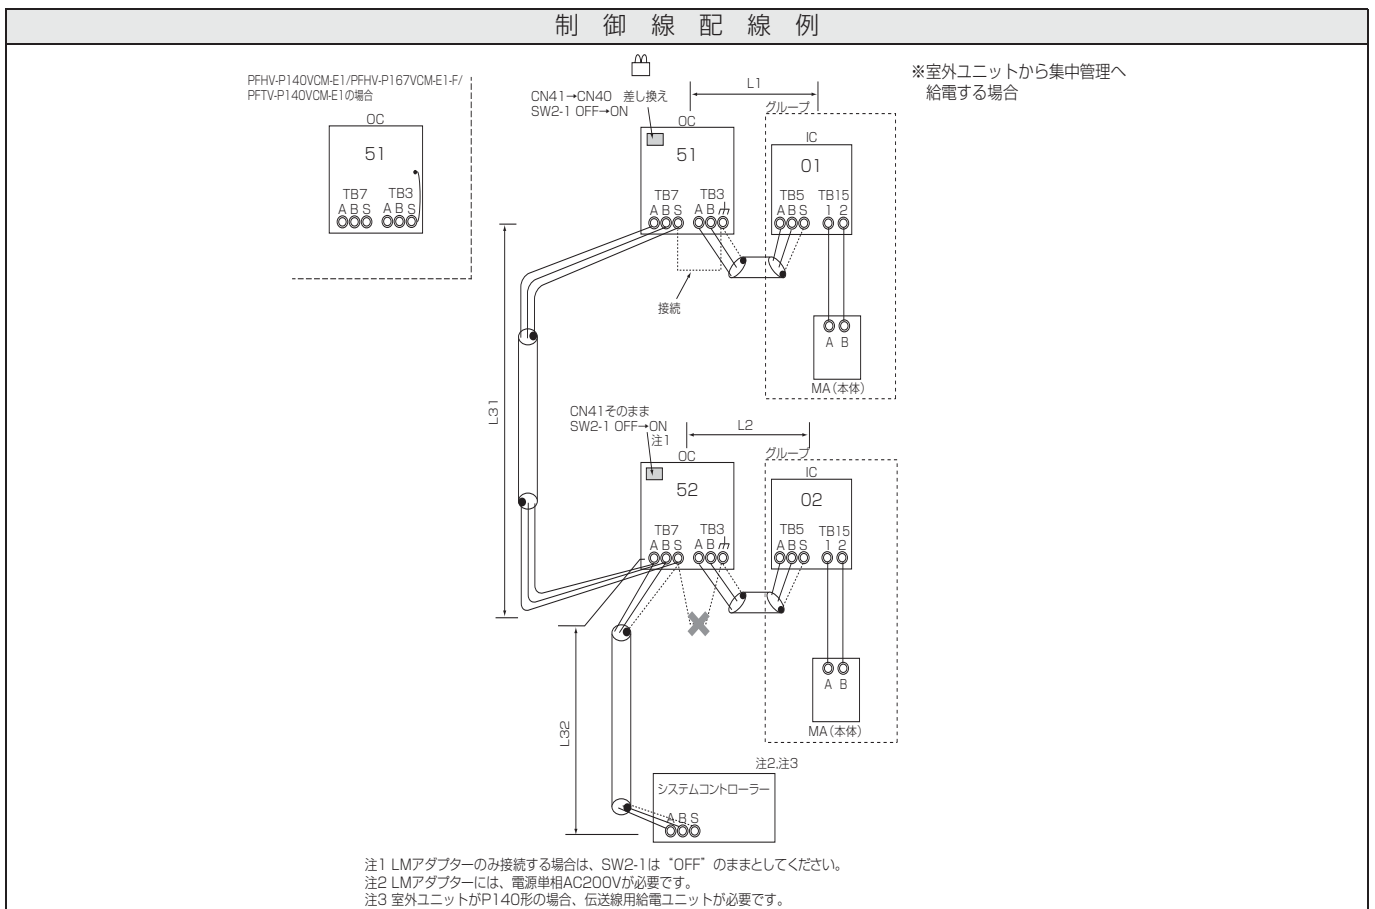 制御線配線例
PFHV-P140VCM-E1/PFHV-P167VCM-E1-F/
PFTV-P140VCM-E1の場合
OC
51
TB7 TB3
A B S A B S
CN41→CN40 差し換え
SW2-1 OFF→ON
L1
※室外ユニットから集中管理へ
給電する場合
グループ
OC
51
TB7 TB3
A B S A B
IC
01
TB5 TB15
A B S 1 2
接続
A B
MA(本体)
L31
CN41そのまま
SW2-1 OFF→ON
注1
L2
グループ
OC
52
TB7 TB3
A B S A B
IC
02
TB5 TB15
A B S 1 2
A B
MA(本体)
L32
注2,注3
システムコントローラー
A B S
注1 LMアダプターのみ接続する場合は、SW2-1は“OFF”のままとしてください。
注2 LMアダプターには、電源単相AC200Vが必要です。
注3 室外ユニットがP140形の場合、伝送線用給電ユニットが必要です。